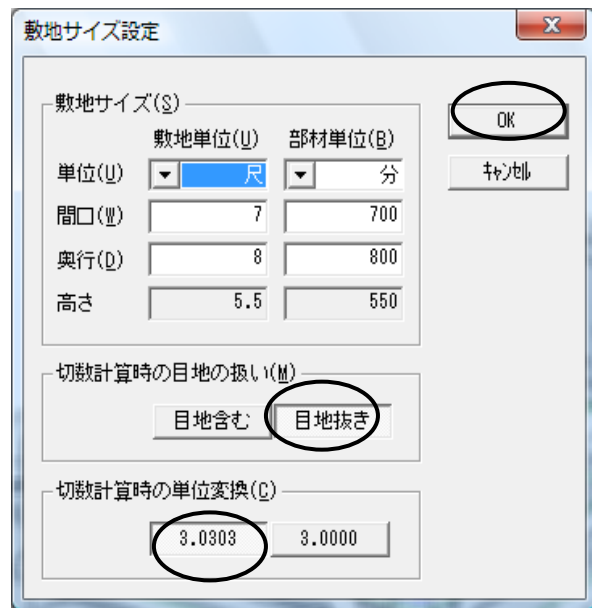 敷地サイズ設定
敷地サイズ(S)
敷地単位(U) 部材単位(B)
単位(U) 尺 分
間口(W) 7 700
奥行(D) 8 800
高さ 5.5 550
OK
キャンセル
切数計算時の目地の扱い(M)
目地含む 目地抜き
切数計算時の単位変換(C)
3.0303 3.0000